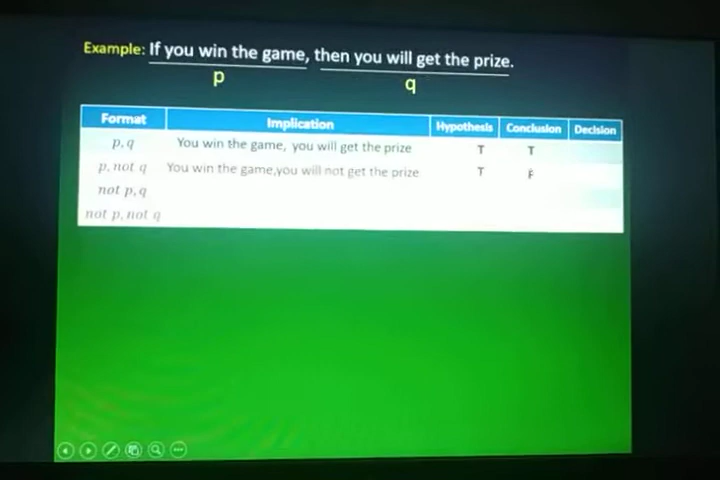 Example: If you win the game, then you will get the prize.
p q
Format Implication Hypothesis Conclusion Decision
p, q You win the game, you will get the prize T T
p, not q You win the game,you will not get the prize T F
not p, q
not p, not q